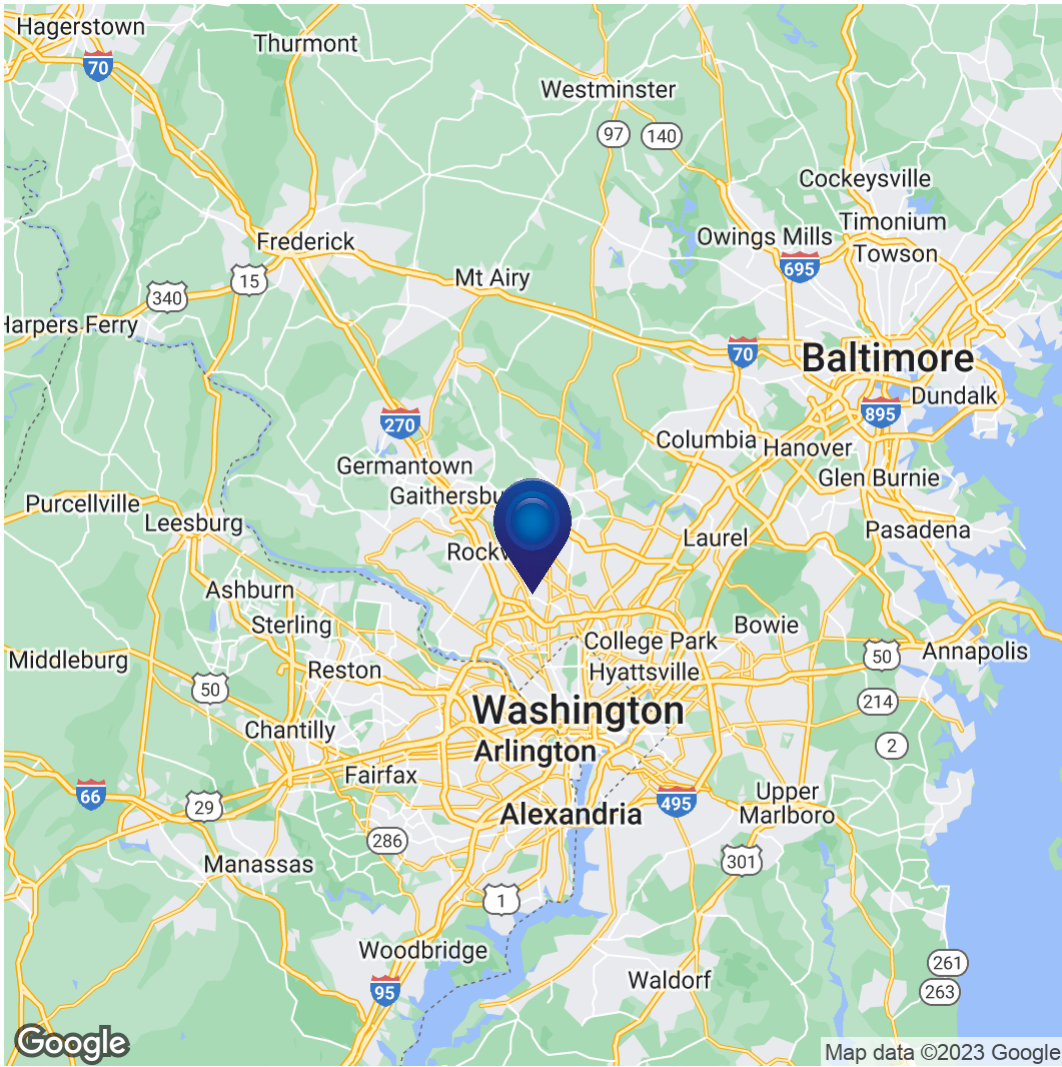 Hagerstown
Thurmont
70
Westminster
97
140
Cockeysville
Timonium
Owings Mills
Towson
695
Frederick
15
Mt Airy
340
Harpers Ferry
70
Baltimore
Dundalk
895
270
Columbia
Hanover
Germantown
Glen Burnie
Gaithersbu
Purcellville
Leesburg
Pasadena
Laurel
Rockv
Ashburn
Sterling
Bowie
College Park
Annapolis
50
Middleburg
Reston
Hyattsville
50
214
Washington
Chantilly
2
Arlington
Fairfax
66
29
495
Upper
Marlboro
Alexandria
286
301
Manassas
1
Woodbridge
261
Waldorf
263
95
Google
Map data ©2023 Google